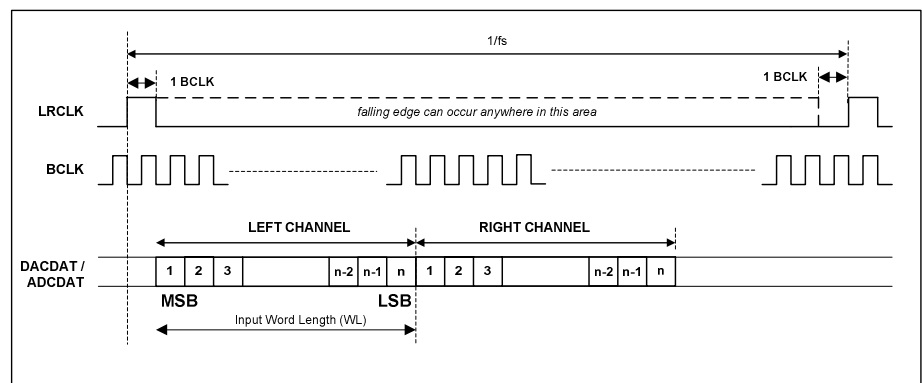 1/fs
1 BCLK
1 BCLK
LRCLK
falling edge can occur anywhere in this area
BCLK
LEFT CHANNEL
RIGHT CHANNEL
DACDAT /
ADCDAT
1 2 3 n-2 n-1 n 1 2 3 n-2 n-1 n
MSB
LSB
Input Word Length (WL)